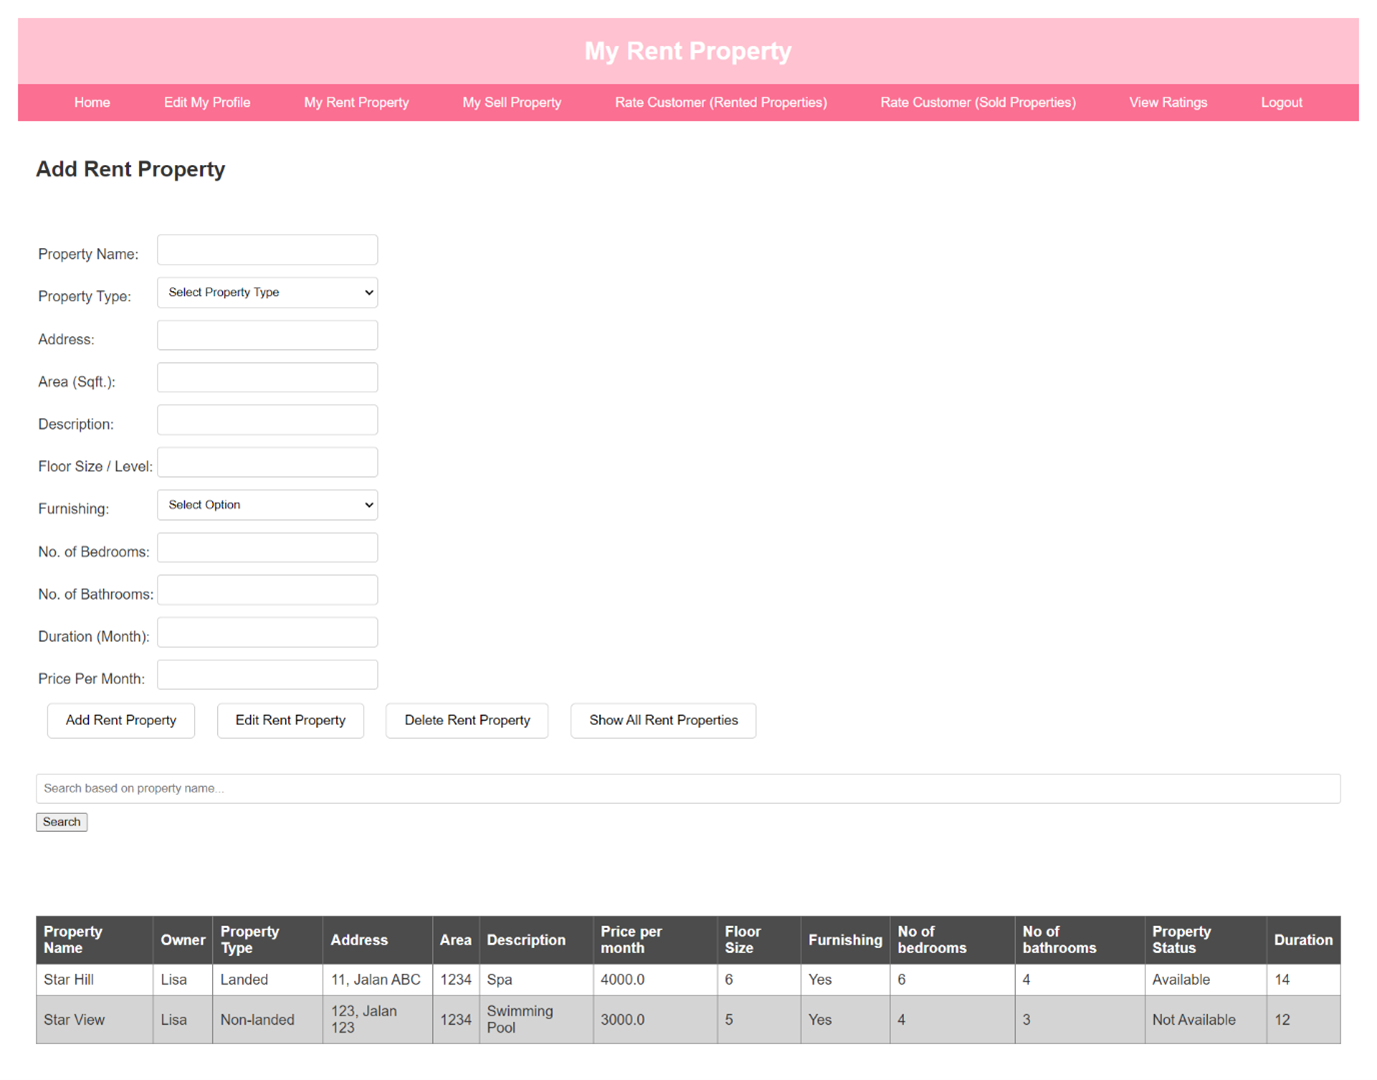 My Rent Property
Home Edit My Profile My Rent Property My Sell Property Rate Customer (Rented Properties) Rate Customer (Sold Properties) View Ratings Logout
Add Rent Property
Property Name:
Property Type: Select Property Type
Address:
Area (Sqft.):
Description:
Floor Size / Level:
Furnishing: Select Option
No. of Bedrooms:
No. of Bathrooms:
Duration (Month):
Price Per Month:
Add Rent Property Edit Rent Property Delete Rent Property Show All Rent Properties
Search based on property name...
Search
Property Name Owner Property Type Address Area Description Price per month Floor Size Furnishing No of bedrooms No of bathrooms Property Status Duration
Star Hill Lisa Landed 11, Jalan ABC 1234 Spa 4000.0 6 Yes 6 4 Available 14
Star View Lisa Non-landed 123, Jalan 123 1234 Swimming Pool 3000.0 5 Yes 4 3 Not Available 12